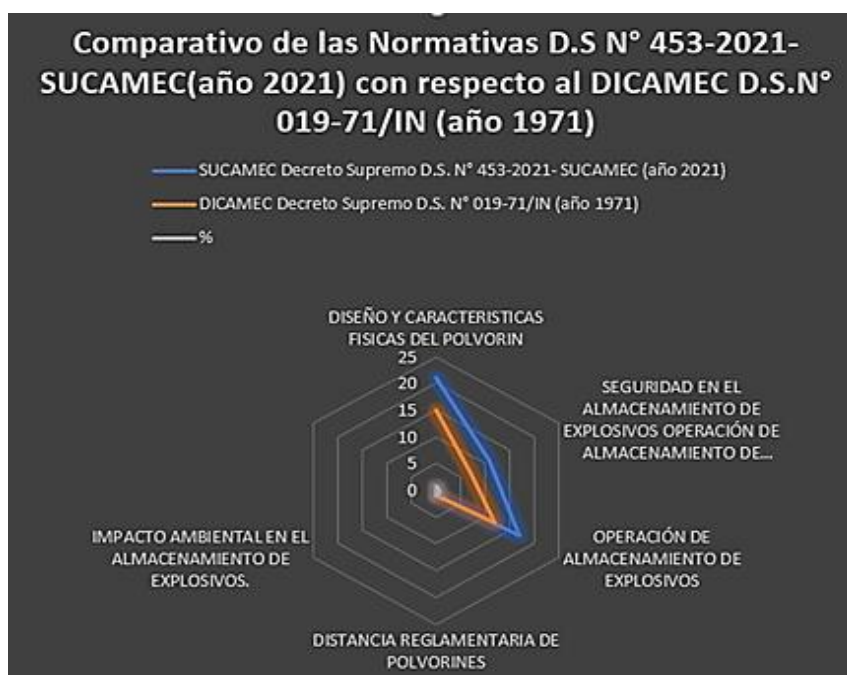 Comparativo de las Normativas D.S N° 453-2021-
SUCAMEC(año 2021) con respecto al DICAMEC D.S.N°
019-71/IN (año 1971)
SUCAMEC Decreto Supremo D.S. N° 453-2021- SUCAMEC (año 2021)
DICAMEC Decreto Supremo D.S. N° 019-71/IN (año 1971)
%
DISEÑO Y CARACTERISTICAS
FISICAS DEL POLVORIN
25
20
15
10
5
0
SEGURIDAD EN EL
ALMACENAMIENTO DE
EXPLOSIVOS OPERACIÓN DE
ALMACENAMIENTO DE...
OPERACIÓN DE
ALMACENAMIENTO DE
EXPLOSIVOS
DISTANCIA REGLAMENTARIA DE
POLVORINES
IMPACTO AMBIENTAL EN EL
ALMACENAMIENTO DE
EXPLOSIVOS.